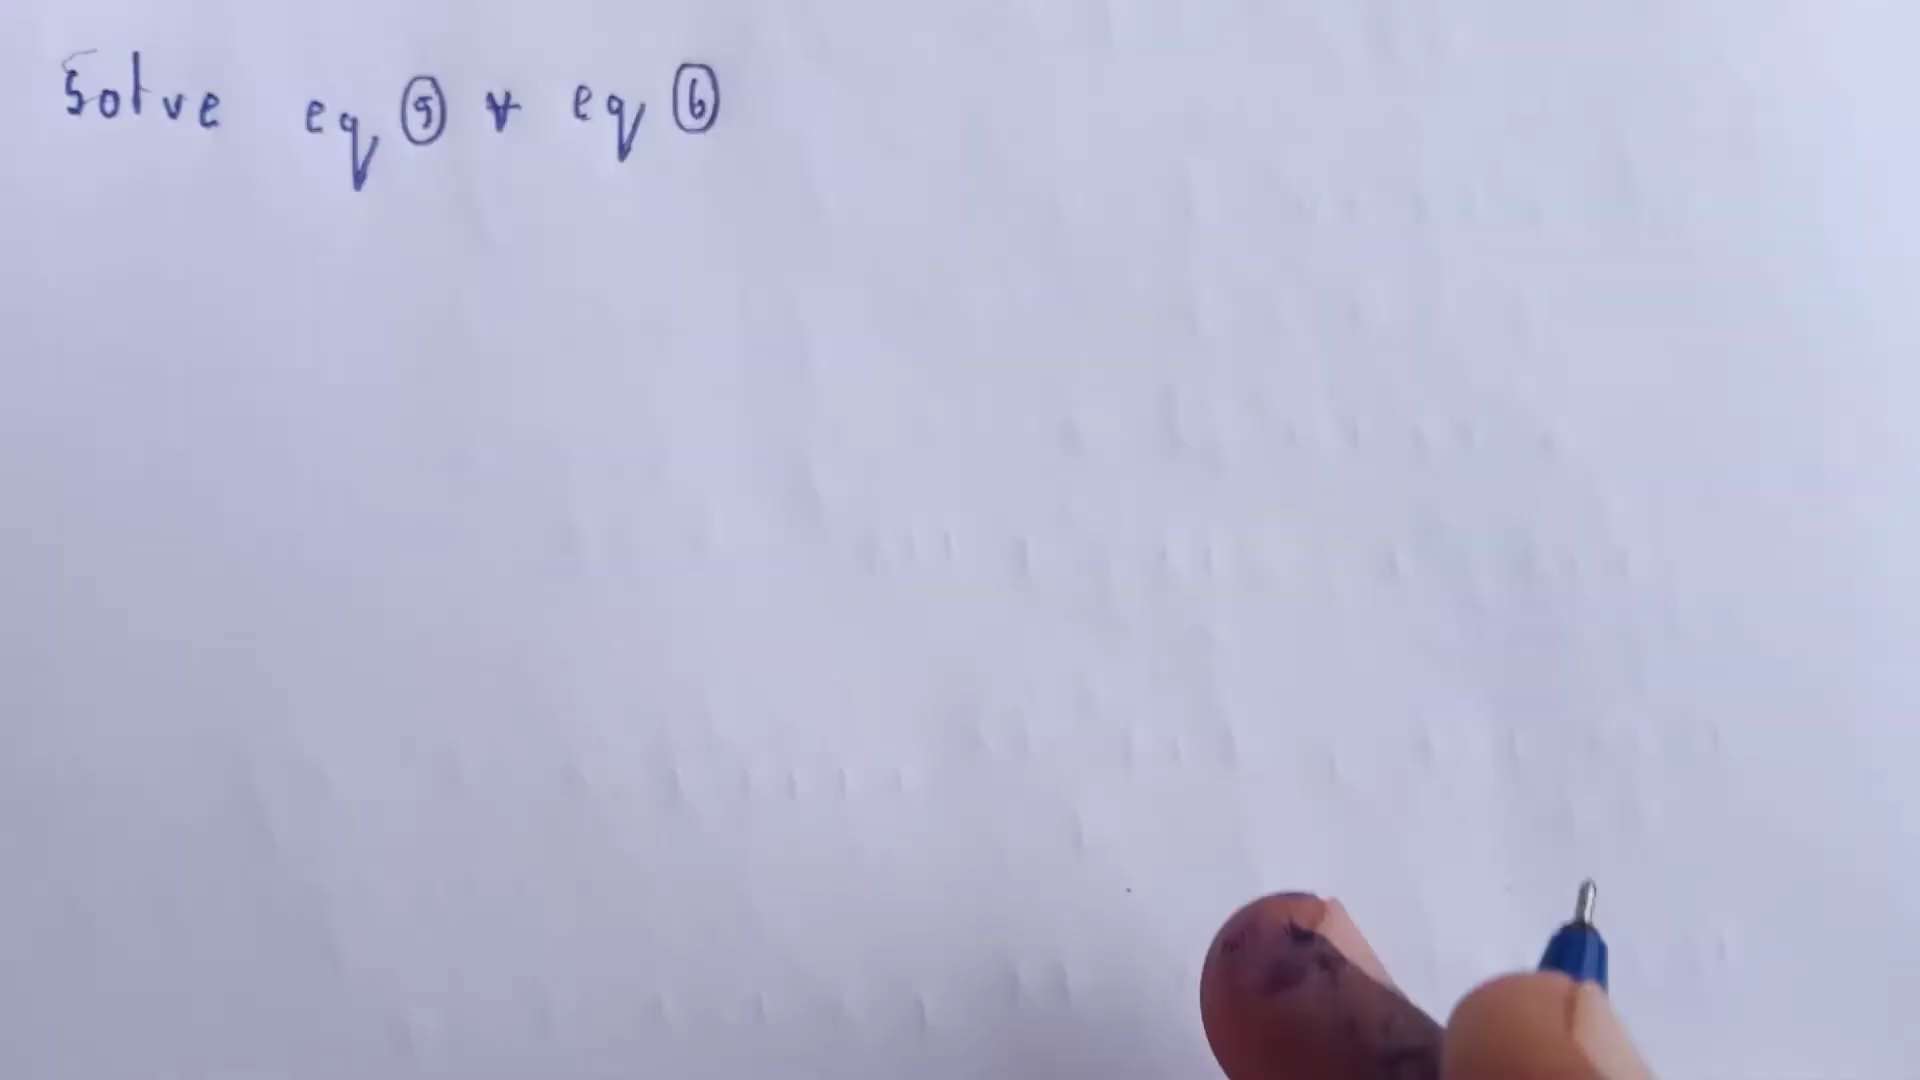 Solve eq ⑤ & eq ⑥